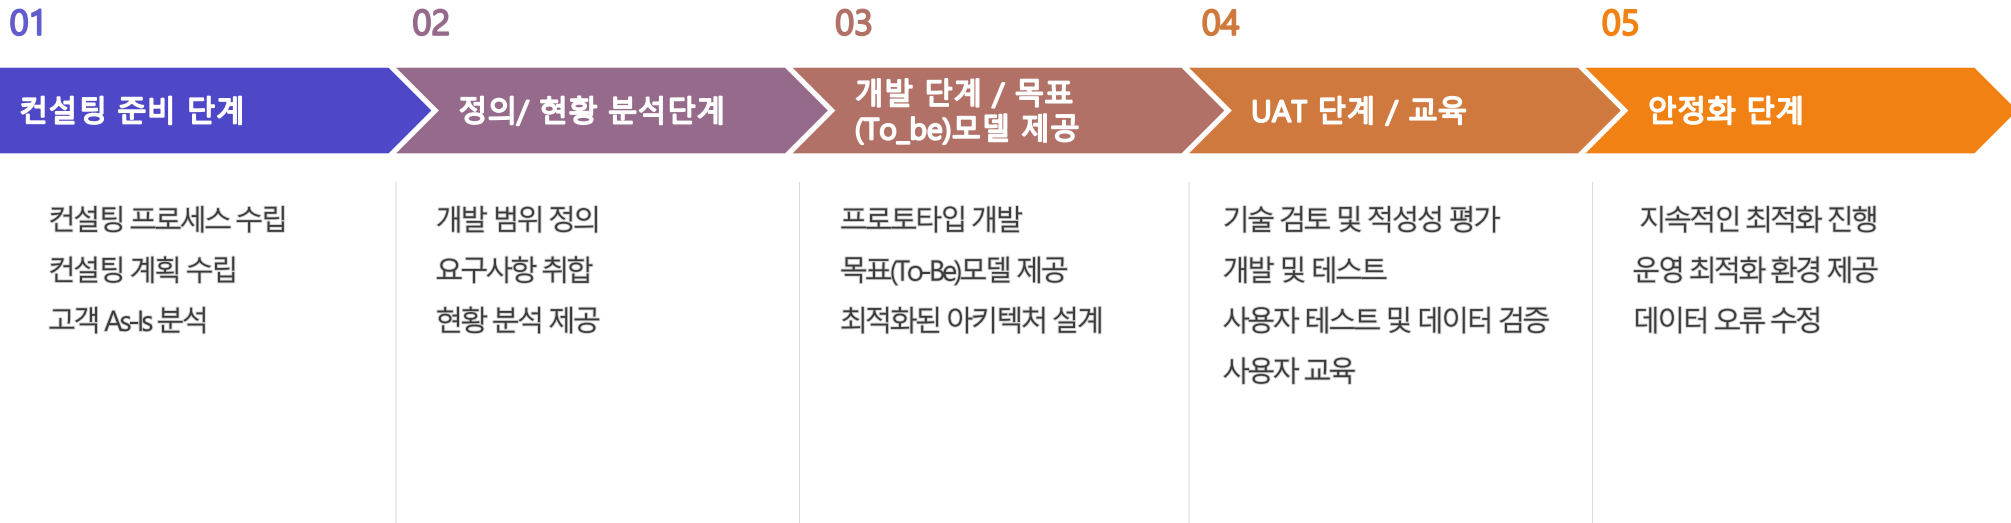 01
02
03
04
05
컨설팅 준비 단계
정의/ 현황 분석단계
개발 단계 / 목표
(To_be)모델 제공
UAT 단계 / 교육
안정화 단계
컨설팅 프로세스 수립
컨설팅 계획 수립
고객 As-Is 분석
개발 범위 정의
요구사항 취합
현황 분석 제공
프로토타입 개발
목표(To-Be)모델 제공
최적화된 아키텍처 설계
기술 검토 및 적성성 평가
개발 및 테스트
사용자 테스트 및 데이터 검증
사용자 교육
지속적인 최적화 진행
운영 최적화 환경 제공
데이터 오류 수정